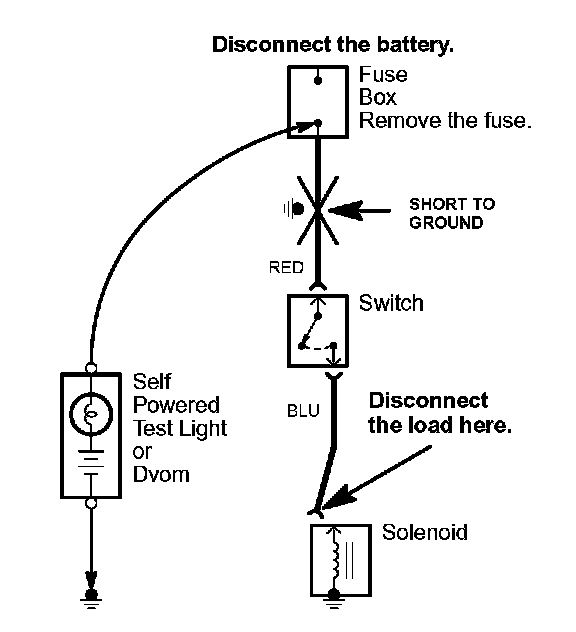 Disconnect the battery.
Fuse
Box
Remove the fuse.
SHORT TO
GROUND
RED
Switch
Self
Powered
Test Light
or
Dvom
BLU
Disconnect
the load here.
Solenoid